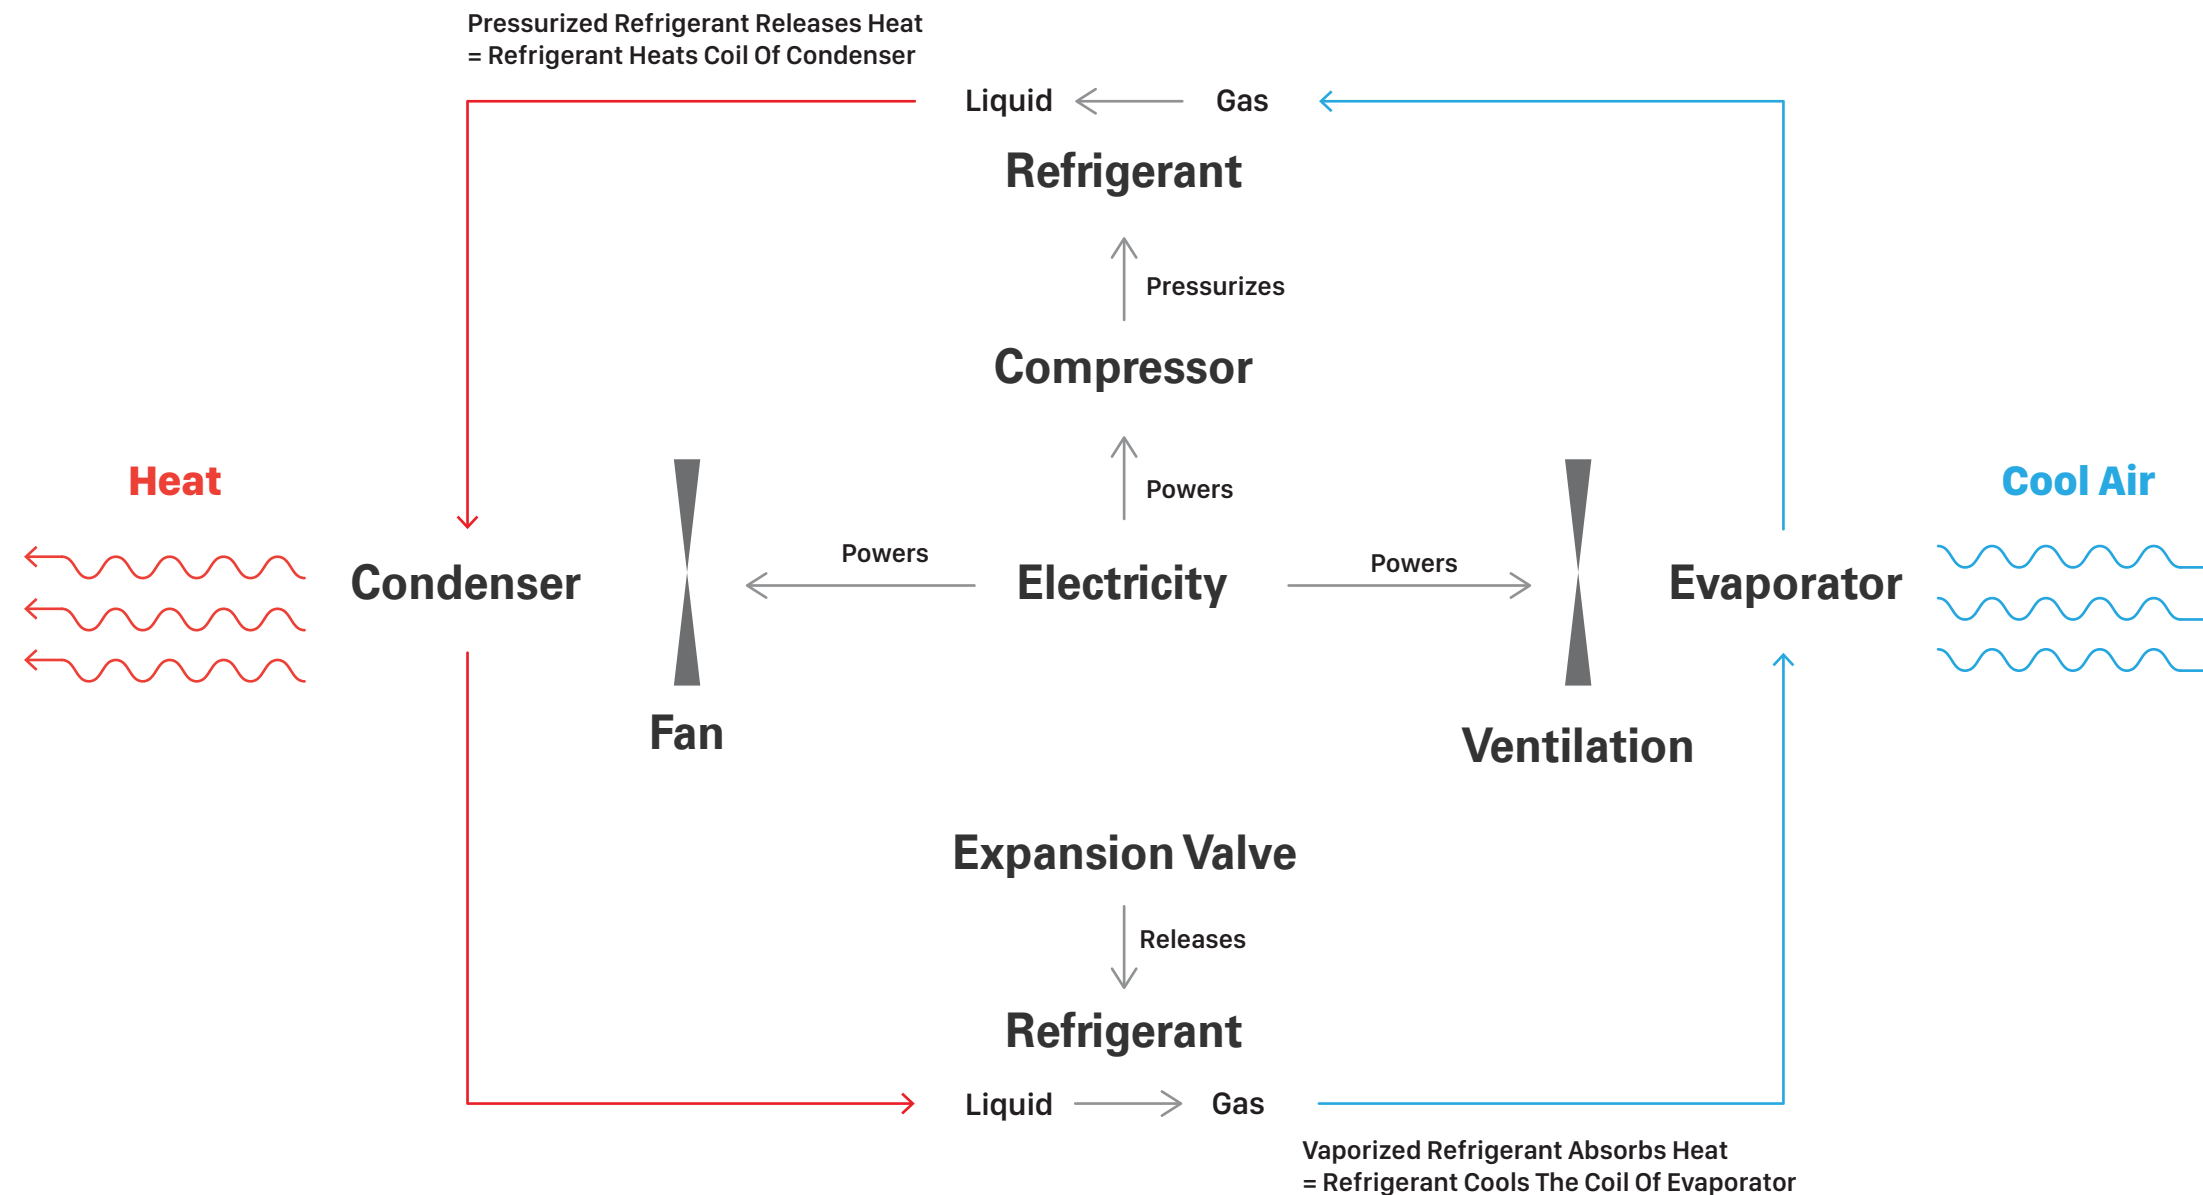 Pressurized Refrigerant Releases Heat
= Refrigerant Heats Coil Of Condenser
Liquid
Gas
Refrigerant
Pressurizes
Compressor
Powers
Heat
Cool Air
Powers
Powers
Condenser
Electricity
Evaporator
Fan
Ventilation
Expansion Valve
Releases
Refrigerant
Liquid
Gas
Vaporized Refrigerant Absorbs Heat
= Refrigerant Cools The Coil Of Evaporator